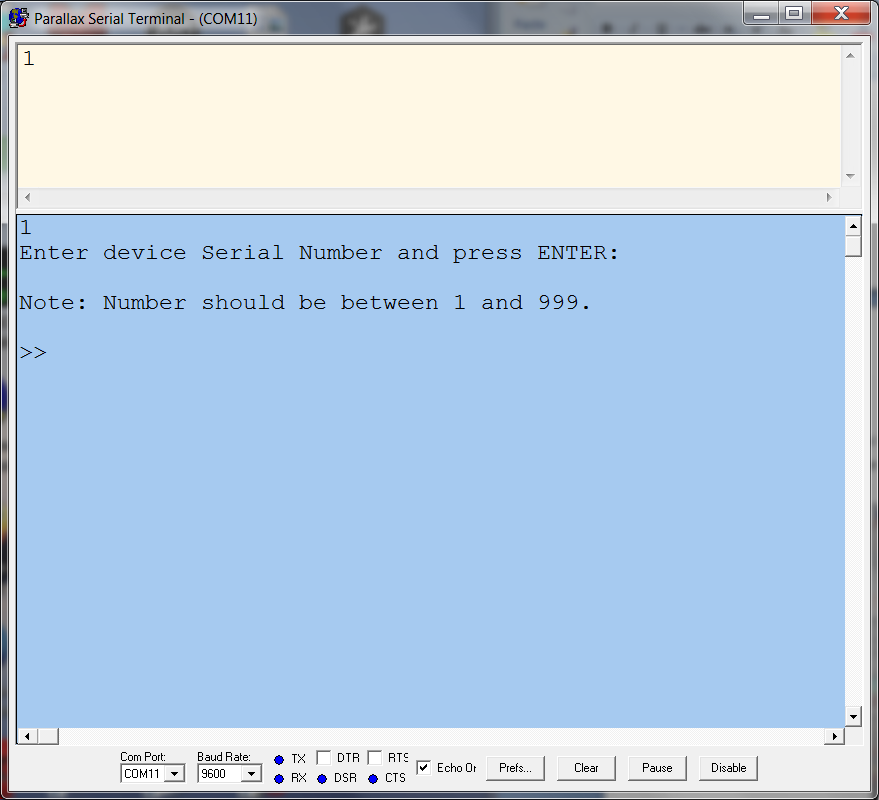 Parallax Serial Terminal - (COM11)
1
1
Enter device Serial Number and press ENTER:
Note: Number should be between 1 and 999.
>>
Com Port: Baud Rate: TX DTR RTS
COM11 9600 RX DSR CTS Echo On Prefs... Clear Pause Disable